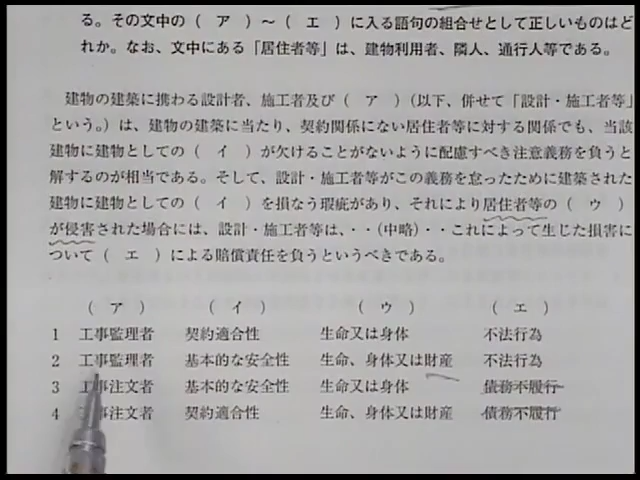 る。その文中の（ ア ）～（ エ ）に入る語句の組合せとして正しいものはど
れか。なお、文中にある「居住者等」は、建物利用者、隣人、通行人等である。
建物の建築に携わる設計者、施工者及び（ ア ）（以下、併せて「設計・施工者等」
という。）は、建物の建築に当たり、契約関係にない居住者等に対する関係でも、当該
建物に建物としての（ イ ）が欠けることがないように配慮すべき注意義務を負うと
解するのが相当である。そして、設計・施工者等がこの義務を怠ったために建築された
建物に建物としての（ イ ）を損なう瑕疵があり、それにより居住者等の（ ウ ）
が侵害された場合には、設計・施工者等は、・・（中略）・・これによって生じた損害に
ついて（ エ ）による賠償責任を負うというべきである。
（ ア ） （ イ ） （ ウ ） （ エ ）
1 工事監理者 契約適合性 生命又は身体 不法行為
2 工事監理者 基本的な安全性 生命、身体又は財産 不法行為
3 工事注文者 基本的な安全性 生命又は身体 債務不履行
4 工事注文者 契約適合性 生命、身体又は財産 債務不履行